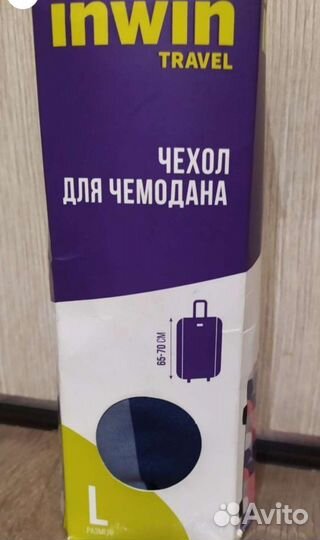 inwin
TRAVEL
ЧЕХОЛ
ДЛЯ ЧЕМОДАНА
65-70 СМ
L
РАЗМЕР
Avito